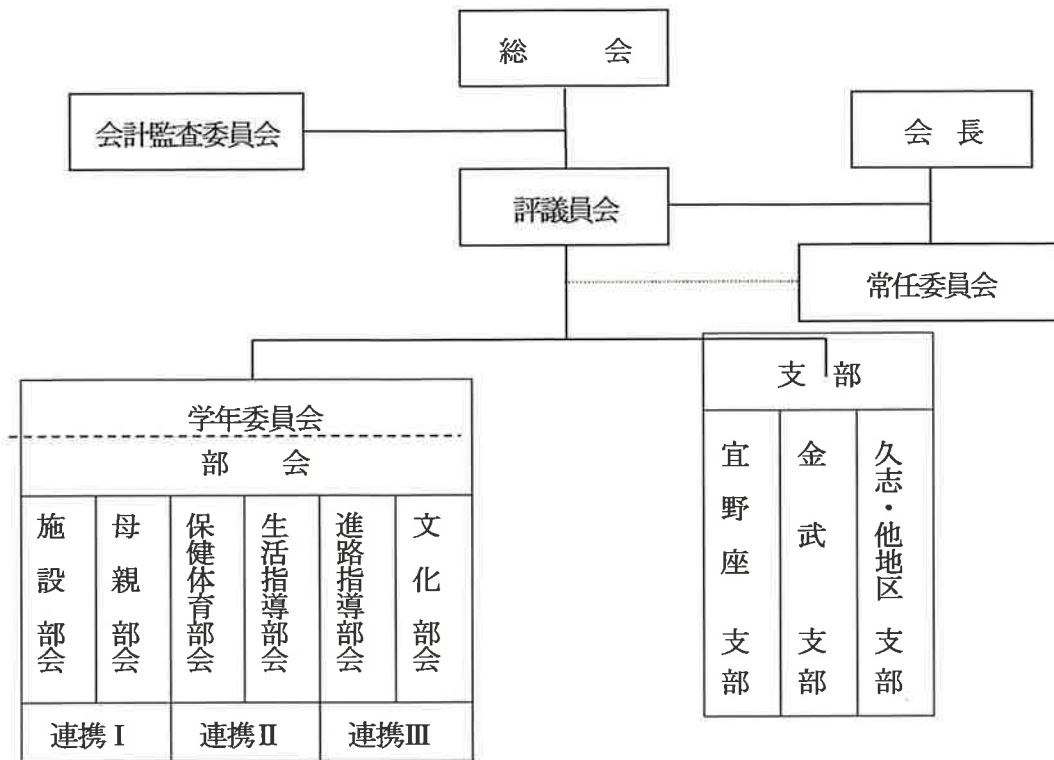 総　会
会計監査委員会
会　長
評議員会
常任委員会
学年委員会
部　会
施設部会
母親部会
保健体育部会
生活指導部会
進路指導部会
文化部会
連携Ⅰ
連携Ⅱ
連携Ⅲ
支　部
宜野座支部
金武支部
久志・他地区支部